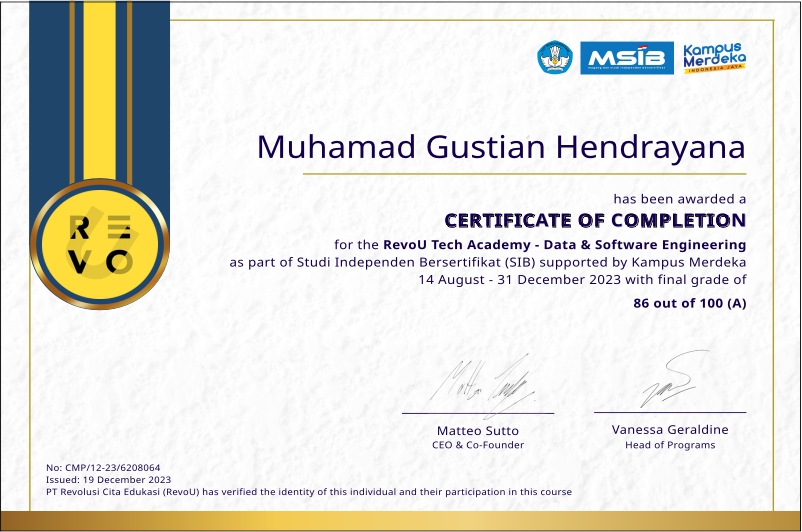 MSIB
Kampus
Merdeka
INDONESIA JAYA
Muhamad Gustian Hendrayana
has been awarded a
CERTIFICATE OF COMPLETION
for the RevoU Tech Academy - Data & Software Engineering
as part of Studi Independen Bersertifikat (SIB) supported by Kampus Merdeka
14 August - 31 December 2023 with final grade of
86 out of 100 (A)
RE
VO
Matteo Sutto
CEO & Co-Founder
Vanessa Geraldine
Head of Programs
No: CMP/12-23/6208064
Issued: 19 December 2023
PT Revolusi Cita Edukasi (RevoU) has verified the identity of this individual and their participation in this course